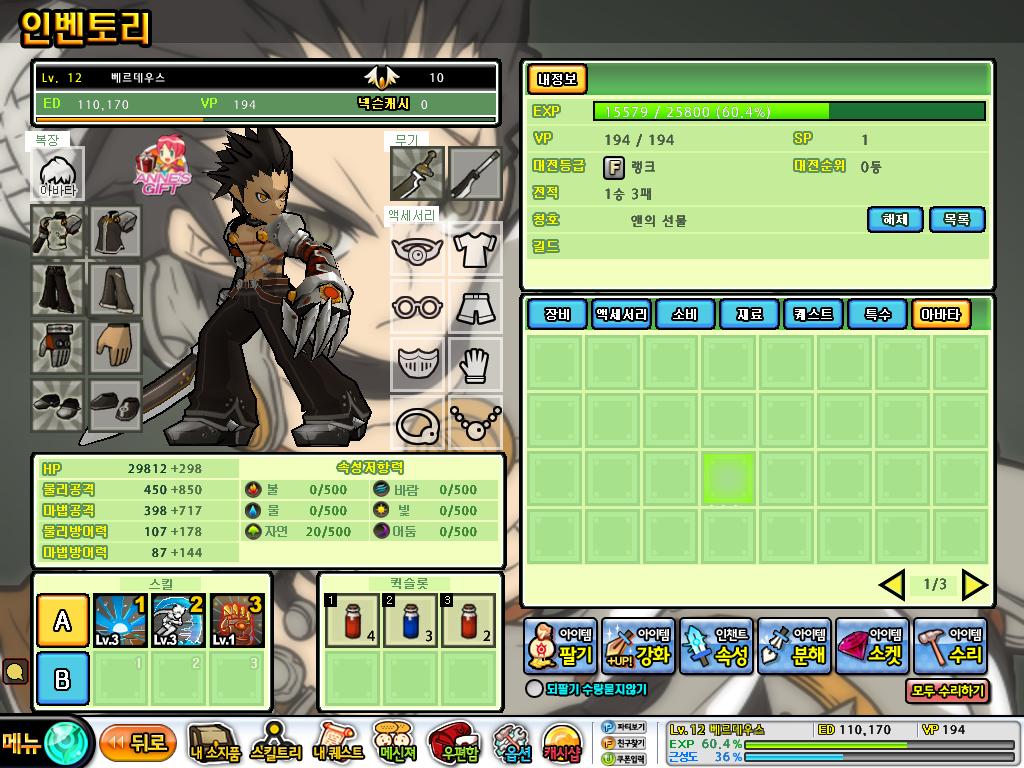 인벤토리
Lv. 12 베르데우스 10
ED 110,170 VP 194 넥슨캐시 0
복장
아바타
ANNE'S GIFT
무기
액세서리
내정보
EXP 15579 / 25800 (60.4%)
VP 194 / 194 SP 1
대전등급 F 랭크 대전순위 0등
전적 1승 3패
칭호 앤의 선물 해제 목록
길드
장비 액세서리 소비 재료 퀘스트 특수 아바타
1/3
HP 29812 +298
물리공격 450 +850
마법공격 398 +717
물리방어력 107 +178
마법방어력 87 +144
속성저항력
불 0/500 바람 0/500
물 0/500 빛 0/500
자연 20/500 어둠 0/500
스킬
A 1 Lv.3 2 Lv.3 3 Lv.1
B 1 2 3
퀵슬롯
1 4 2 3 3 2
아이템 팔기
+UP! 아이템 강화
인챈트 속성
아이템 분해
아이템 소켓
아이템 수리
되팔기 수량묻지않기
모두 수리하기
메뉴 뒤로 내 소지품 스킬트리 내 퀘스트 메신져 우편함 옵션 캐시샵
P 파티보기
F 친구찾기
U 쿠폰입력
Lv. 12 베르데우스 ED 110,170 VP 194
EXP 60.4%
근성도 36%